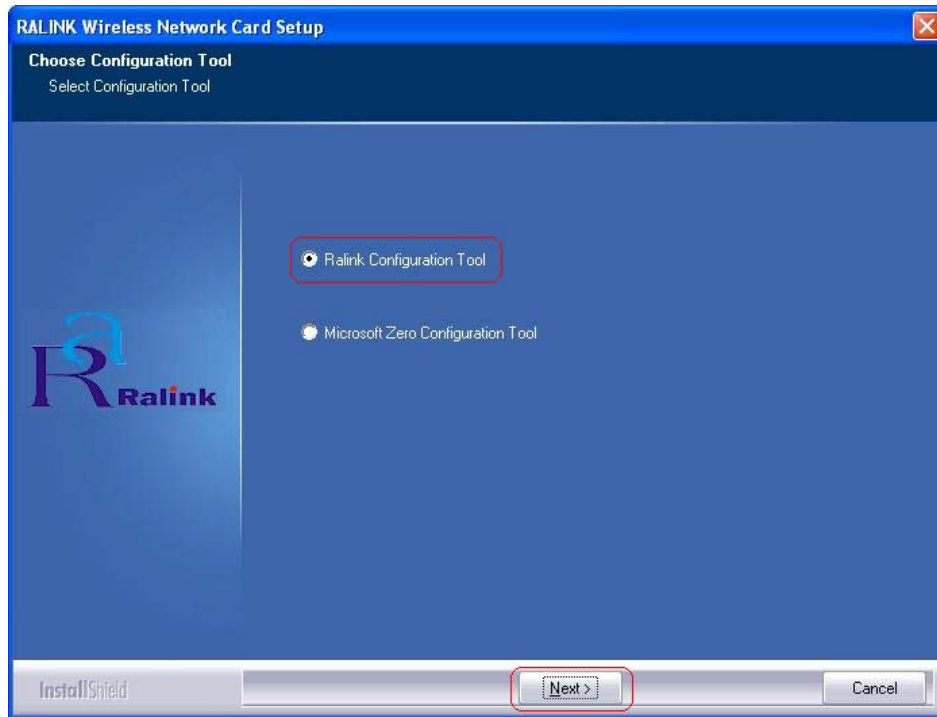 RALINK Wireless Network Card Setup
Choose Configuration Tool
Select Configuration Tool
Ralink Configuration Tool
Microsoft Zero Configuration Tool
Ra
Ralink
InstallShield
Next >
Cancel